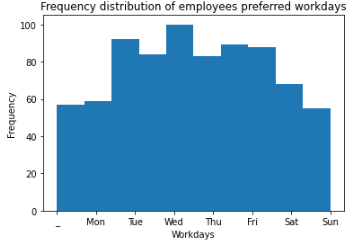 Frequency distribution of employees preferred workdays
100
80
60
40
20
0
Frequency
_ Mon Tue Wed Thu Fri Sat Sun
Workdays